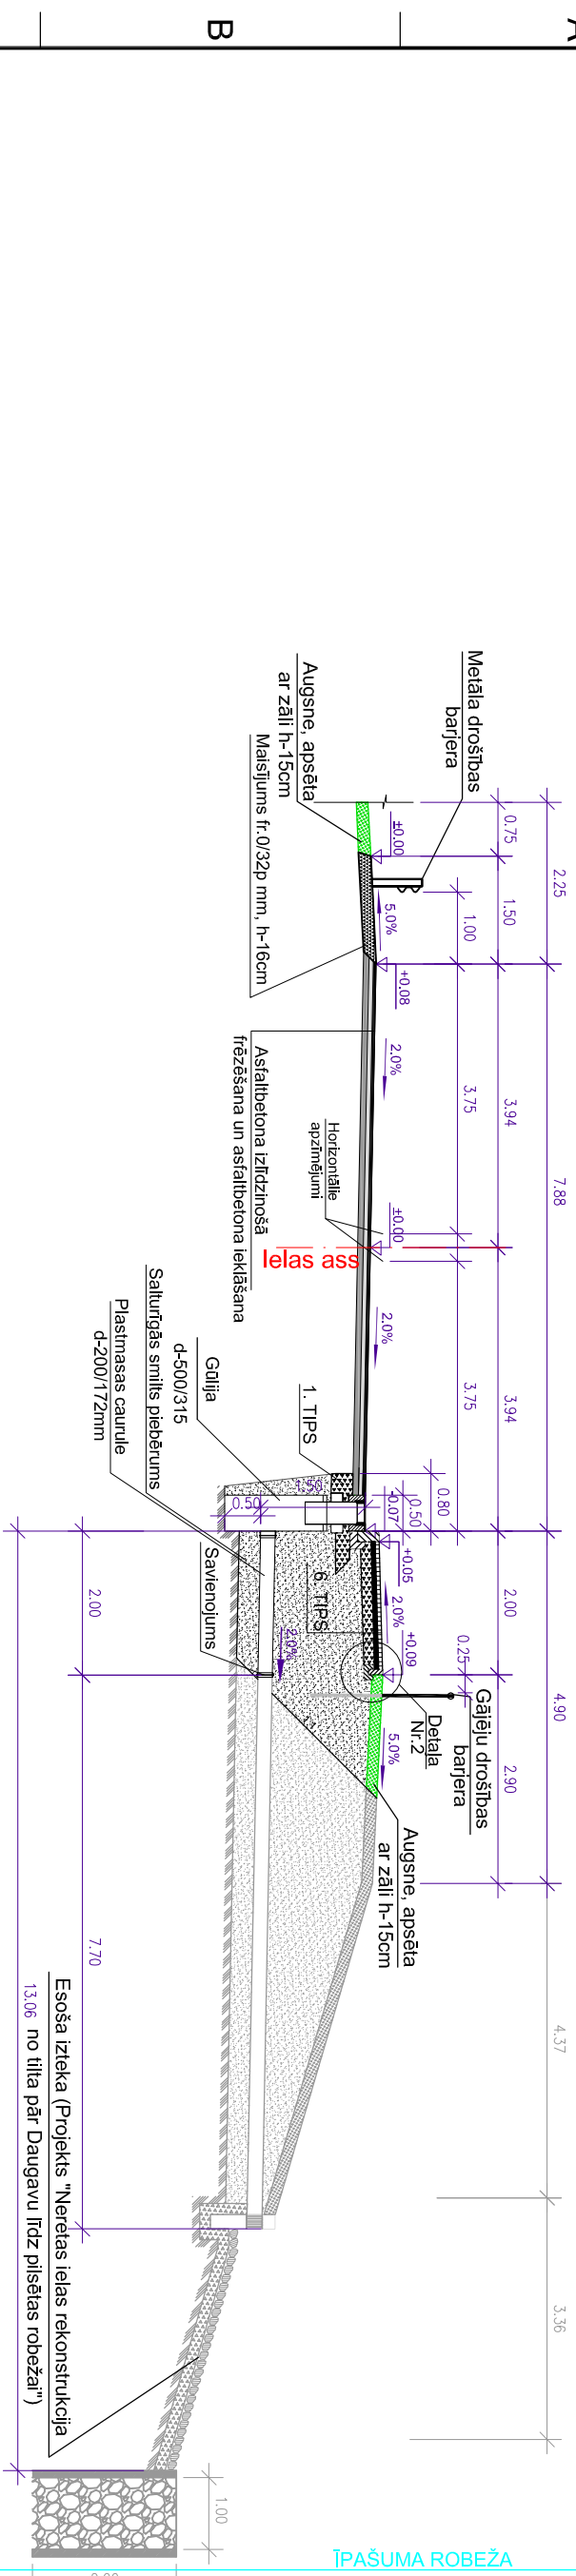 B
Metāla drošības
barjera
Augsne, apsēta
ar zāli h-15cm
Maisījums fr.0/32p mm, h-16cm
Asfaltbetona izlīdzinošā
frēzēšana un asfaltbetona ieklāšana
Horizontālie
apzīmējumi
Ielas ass
1. TIPS
Gūlija
d-500/315
Salturīgās smilts piebērums
Plastmasas caurule
d-200/172mm
Savienojums
6. TIPS
Detaļa
Nr.2
Gājēju drošības
barjera
Augsne, apsēta
ar zāli h-15cm
Esoša izteka (Projekts "Neretas ielas rekonstrukcija
no tilta pār Daugavu līdz pilsētas robežai")
ĪPAŠUMA ROBEŽA
2.25
7.88
4.90
4.37
3.36
0.75
1.50
3.94
3.94
2.00
2.90
1.00
3.75
3.75
0.80
0.50
0.25
±0.00
5.0%
+0.08
2.0%
±0.00
2.0%
-0.07
+0.05
2.0%
+0.09
5.0%
1.50
0.50
2.0%
2.00
7.70
13.06
1.00